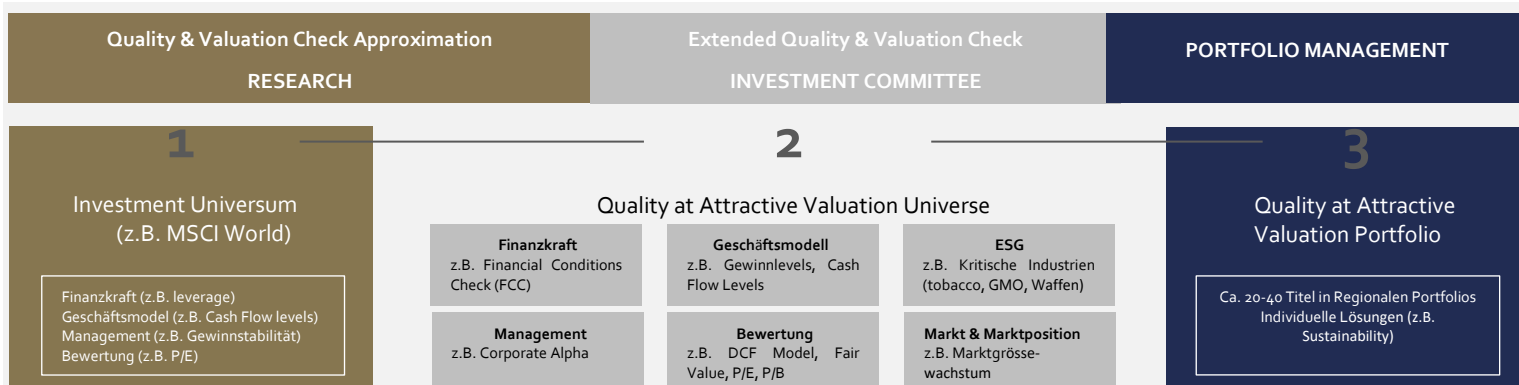 Quality & Valuation Check Approximation
RESEARCH
Extended Quality & Valuation Check
INVESTMENT COMMITTEE
PORTFOLIO MANAGEMENT
1
Investment Universum
(z.B. MSCI World)
Finanzkraft (z.B. leverage)
Geschäftsmodel (z.B. Cash Flow levels)
Management (z.B. Gewinnstabilität)
Bewertung (z.B. P/E)
2
Quality at Attractive Valuation Universe
Finanzkraft
z.B. Financial Conditions
Check (FCC)
Geschäftsmodell
z.B. Gewinnlevels, Cash
Flow Levels
ESG
z.B. Kritische Industrien
(tobacco, GMO, Waffen)
Management
z.B. Corporate Alpha
Bewertung
z.B. DCF Model, Fair
Value, P/E, P/B
Markt & Marktposition
z.B. Marktgrösse-
wachstum
3
Quality at Attractive
Valuation Portfolio
Ca. 20-40 Titel in Regionalen Portfolios
Individuelle Lösungen (z.B.
Sustainability)